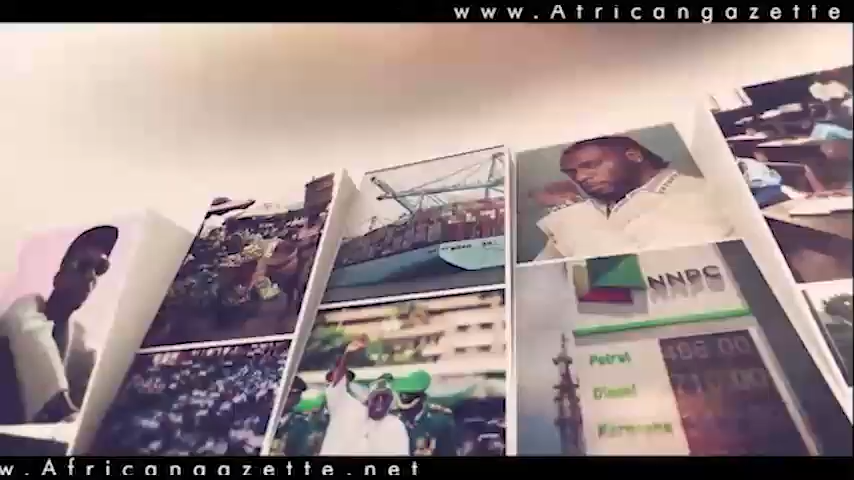 www.Africangazette
NNPC
Petrol
Diesel
Kerosene
w.Africangazette.net